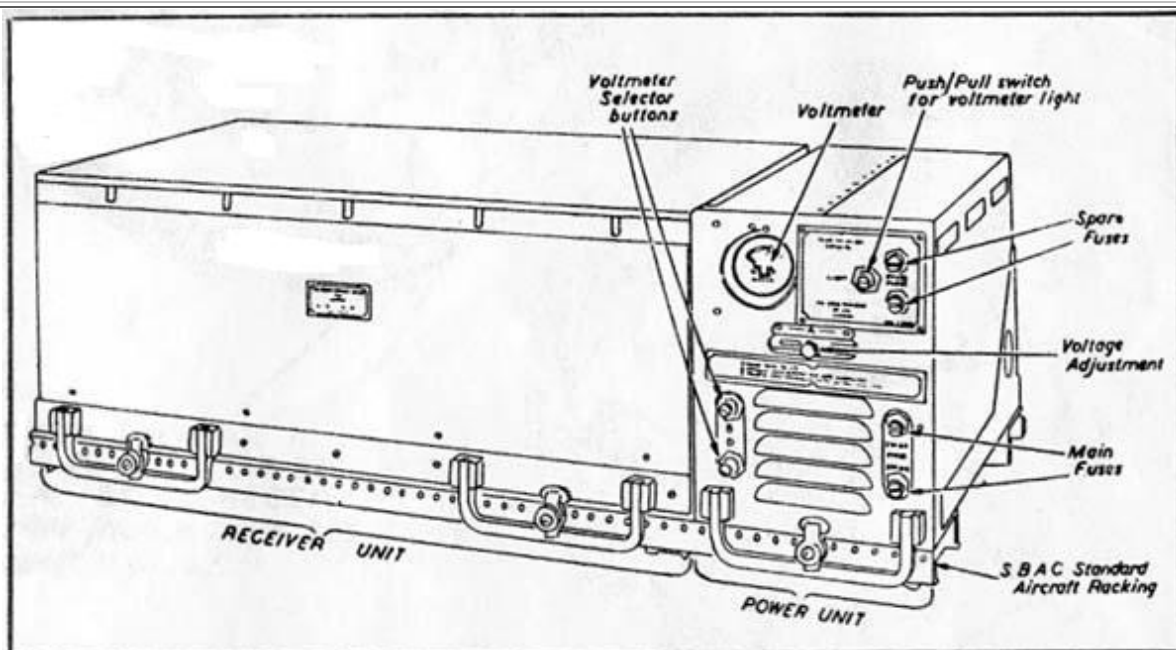 Voltmeter
Selector
buttons
Voltmeter
Push/Pull switch
for voltmeter light
Spare
Fuses
Voltage
Adjustment
Main
Fuses
S.B.A.C Standard
Aircraft Racking
RECEIVER UNIT
POWER UNIT